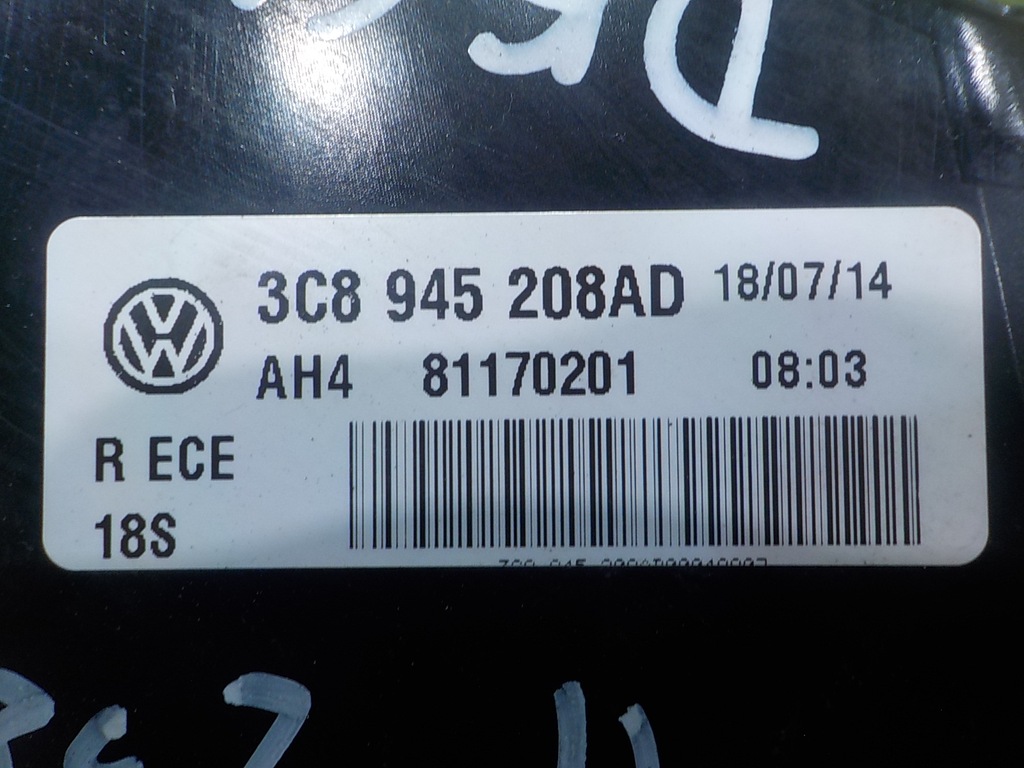 3C8 945 208AD 18/07/14
AH4 81170201 08:03
R ECE
18S